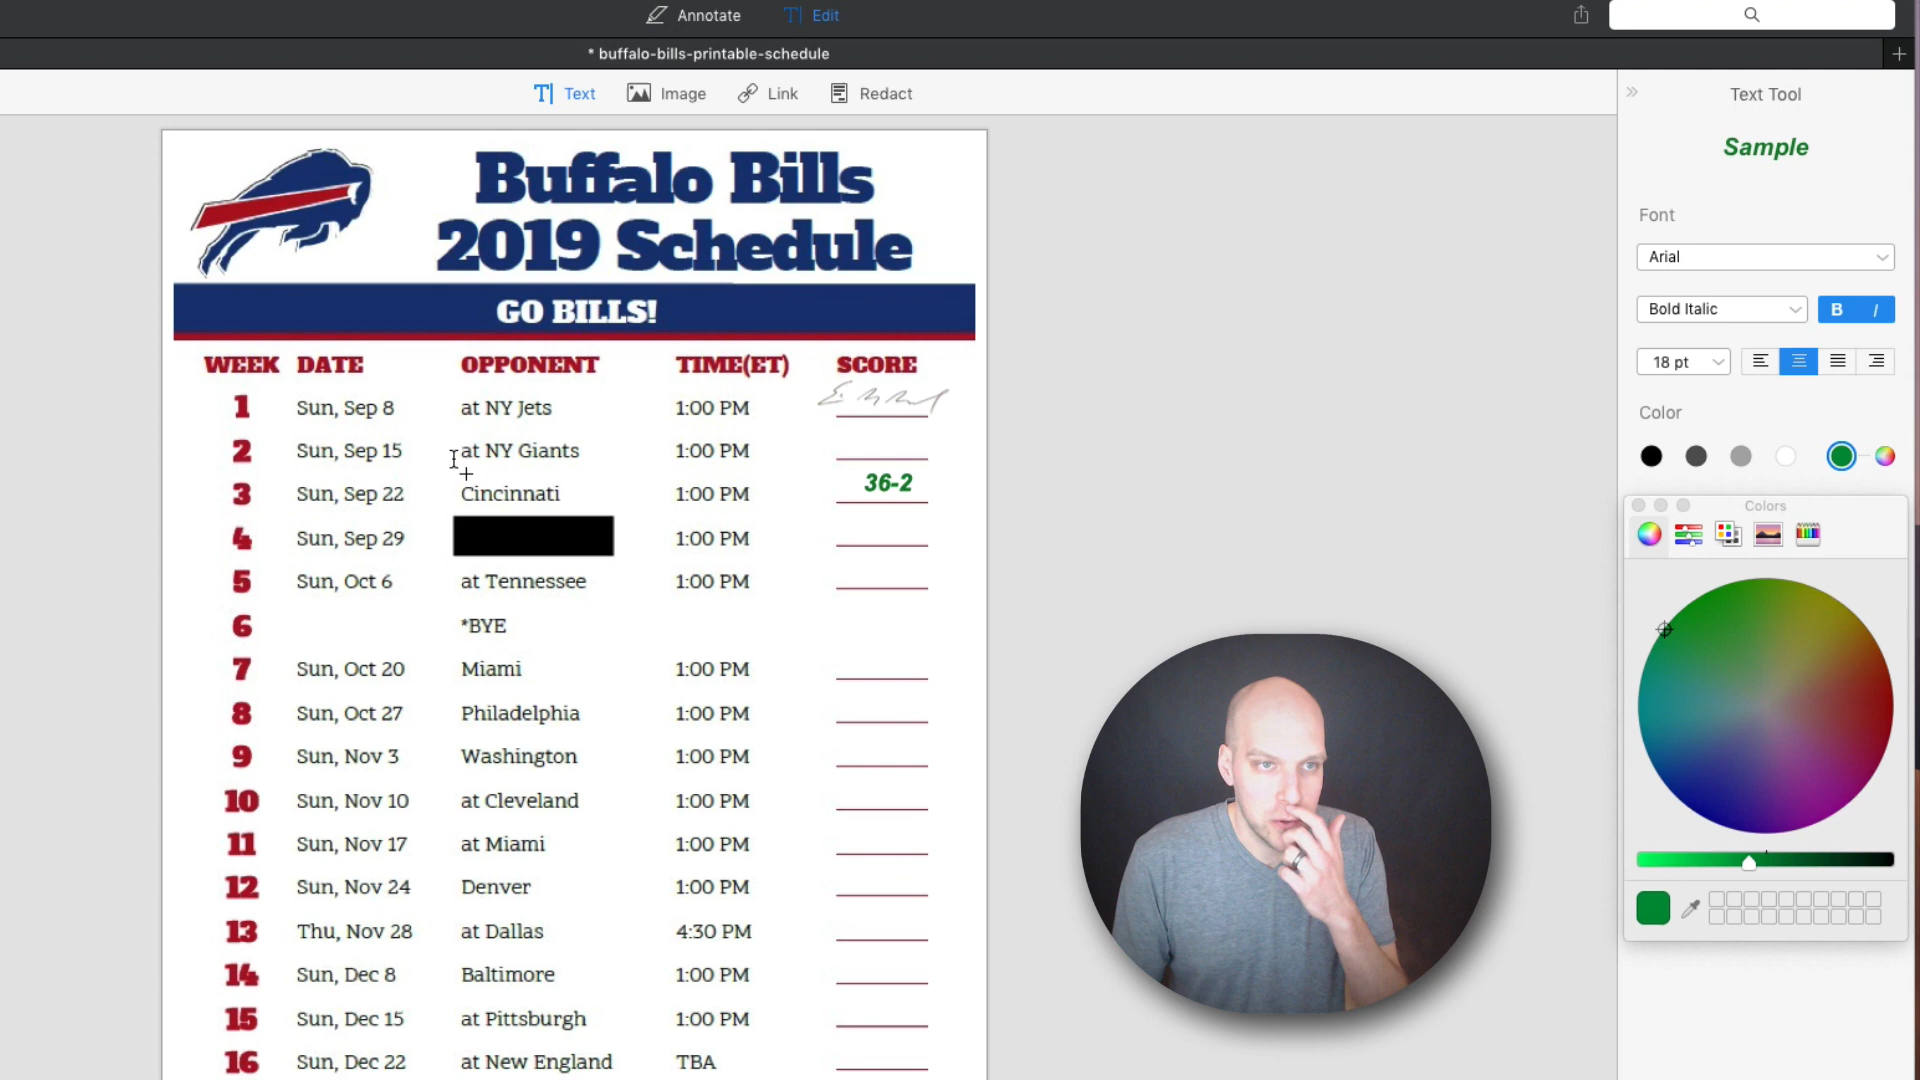 Annotate Edit
* buffalo-bills-printable-schedule
Text Image Link Redact
Text Tool
Sample
Font
Arial
Bold Italic B I
18 pt
Color
Colors
Buffalo Bills
2019 Schedule
GO BILLS!
WEEK DATE OPPONENT TIME(ET) SCORE
1 Sun, Sep 8 at NY Jets 1:00 PM
2 Sun, Sep 15 at NY Giants 1:00 PM
3 Sun, Sep 22 Cincinnati 1:00 PM 36-2
4 Sun, Sep 29 1:00 PM
5 Sun, Oct 6 at Tennessee 1:00 PM
6 *BYE
7 Sun, Oct 20 Miami 1:00 PM
8 Sun, Oct 27 Philadelphia 1:00 PM
9 Sun, Nov 3 Washington 1:00 PM
10 Sun, Nov 10 at Cleveland 1:00 PM
11 Sun, Nov 17 at Miami 1:00 PM
12 Sun, Nov 24 Denver 1:00 PM
13 Thu, Nov 28 at Dallas 4:30 PM
14 Sun, Dec 8 Baltimore 1:00 PM
15 Sun, Dec 15 at Pittsburgh 1:00 PM
16 Sun, Dec 22 at New England TBA